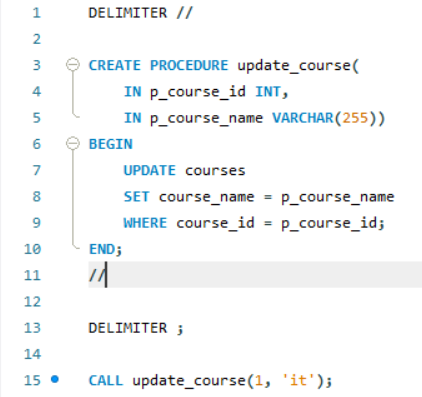 1 DELIMITER //
2
3 CREATE PROCEDURE update_course(
4 IN p_course_id INT,
5 IN p_course_name VARCHAR(255))
6 BEGIN
7 UPDATE courses
8 SET course_name = p_course_name
9 WHERE course_id = p_course_id;
10 END;
11 //
12
13 DELIMITER ;
14
15 CALL update_course(1, 'it');